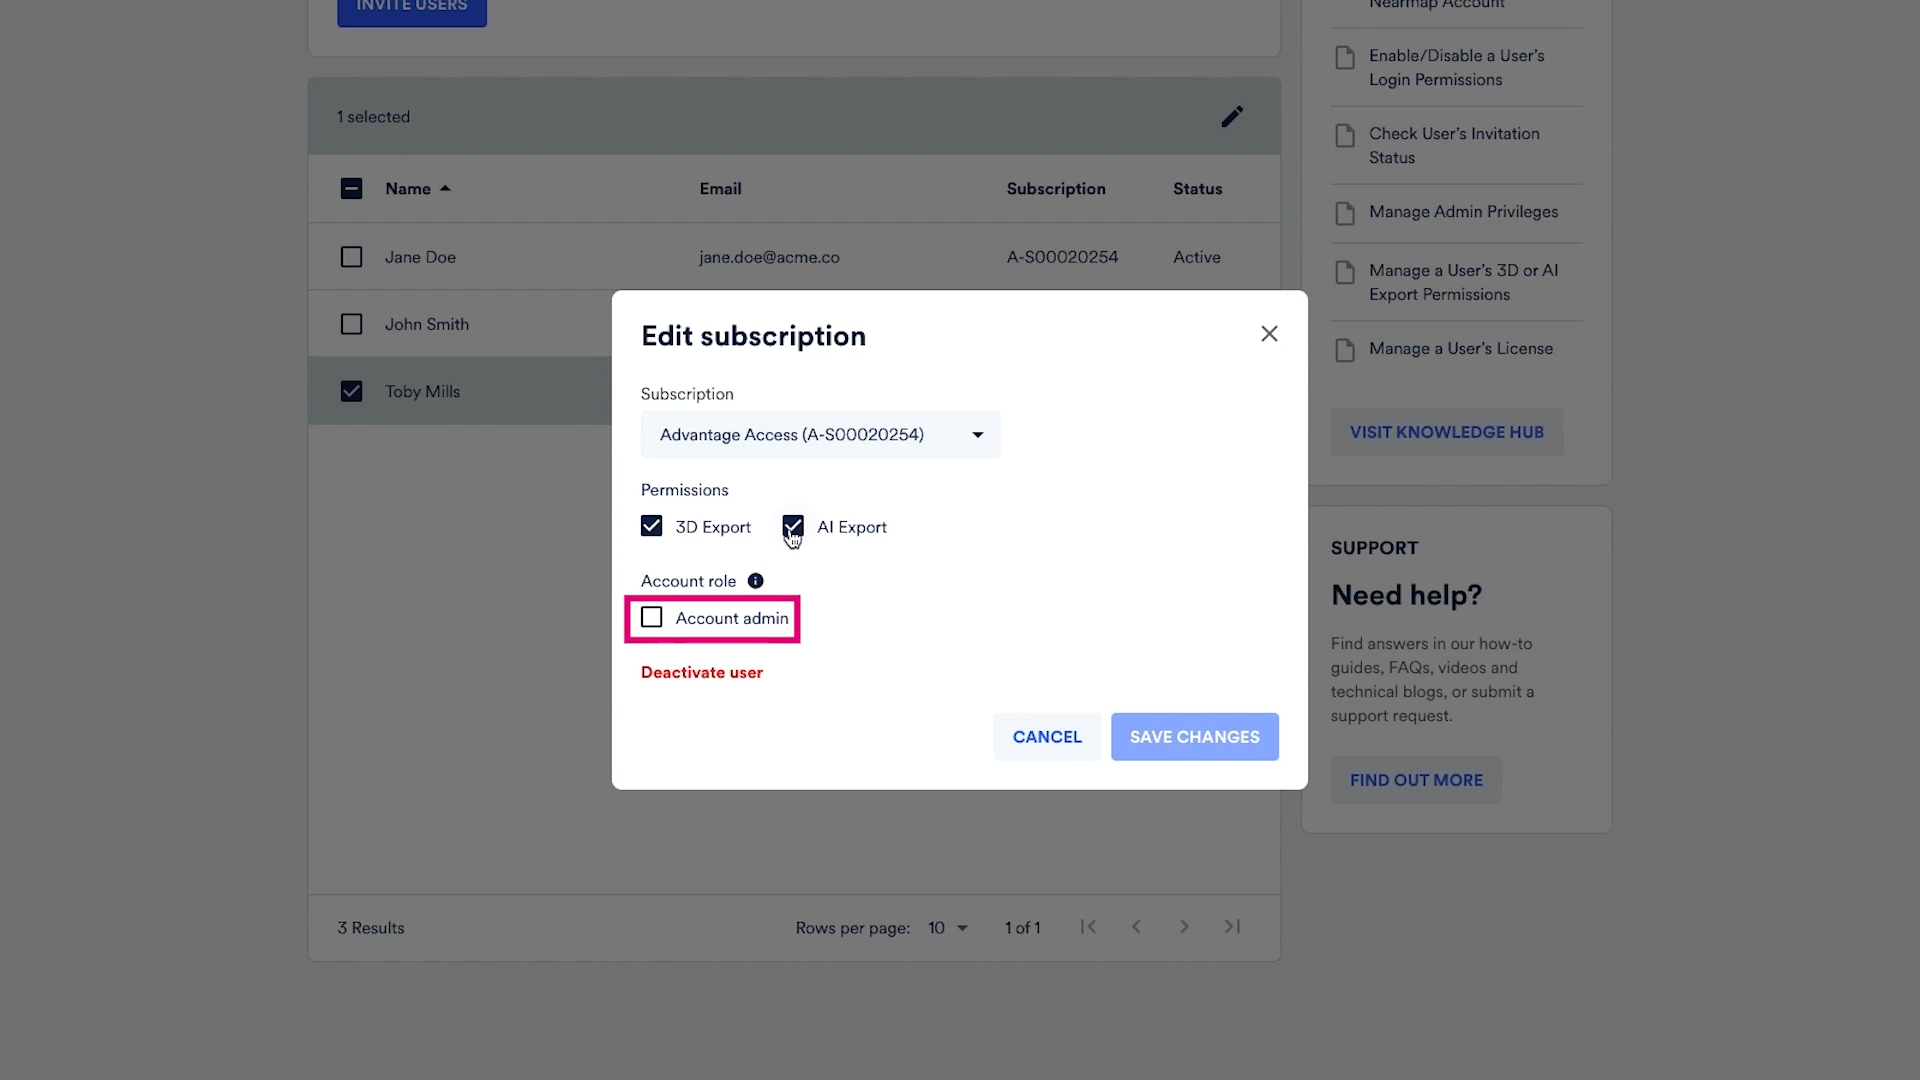 INVITE USERS
1 selected
Name Email Subscription Status
Jane Doe jane.doe@acme.co A-S00020254 Active
John Smith
Toby Mills
Edit subscription
Subscription
Advantage Access (A-S00020254)
Permissions
3D Export AI Export
Account role
Account admin
Deactivate user
CANCEL SAVE CHANGES
3 Results Rows per page: 10 1 of 1
Nearmap Account
Enable/Disable a User's
Login Permissions
Check User's Invitation
Status
Manage Admin Privileges
Manage a User's 3D or AI
Export Permissions
Manage a User's License
VISIT KNOWLEDGE HUB
SUPPORT
Need help?
Find answers in our how-to
guides, FAQs, videos and
technical blogs, or submit a
support request.
FIND OUT MORE